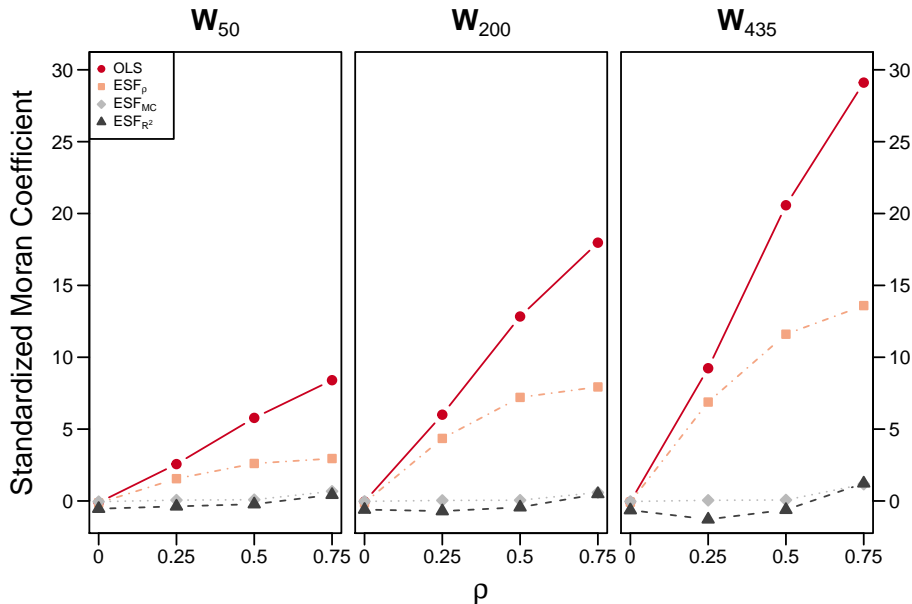 W₅₀ W₂₀₀ W₄₃₅
OLS
ESFρ
ESF_MC
ESF_R²
Standardized Moran Coefficient
30 30
25 25
20 20
15 15
10 10
5 5
0 0
0 0.25 0.5 0.75 0 0.25 0.5 0.75 0 0.25 0.5 0.75
ρ